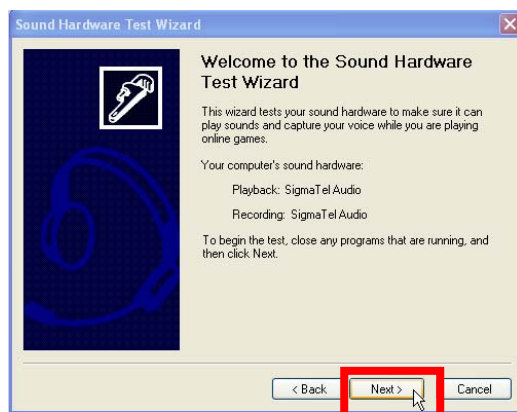 Sound Hardware Test Wizard
Welcome to the Sound Hardware
Test Wizard
This wizard tests your sound hardware to make sure it can
play sounds and capture your voice while you are playing
online games.
Your computer's sound hardware:
Playback: SigmaTel Audio
Recording: SigmaTel Audio
To begin the test, close any programs that are running, and
then click Next.
< Back Next > Cancel